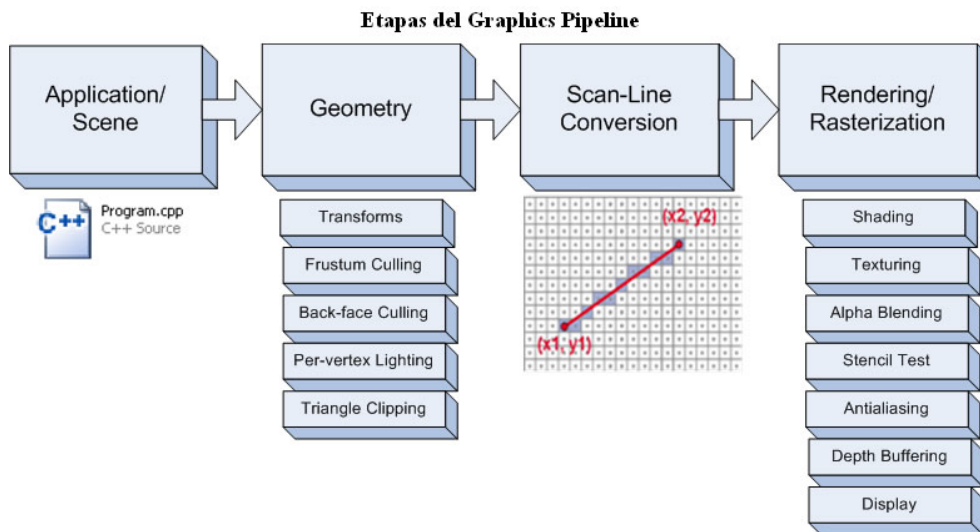 Etapas del Graphics Pipeline
Application/
Scene
Geometry
Scan-Line
Conversion
Rendering/
Rasterization
C++
Program.cpp
C++ Source
Transforms
Frustum Culling
Back-face Culling
Per-vertex Lighting
Triangle Clipping
(x2, y2)
(x1, y1)
Shading
Texturing
Alpha Blending
Stencil Test
Antialiasing
Depth Buffering
Display